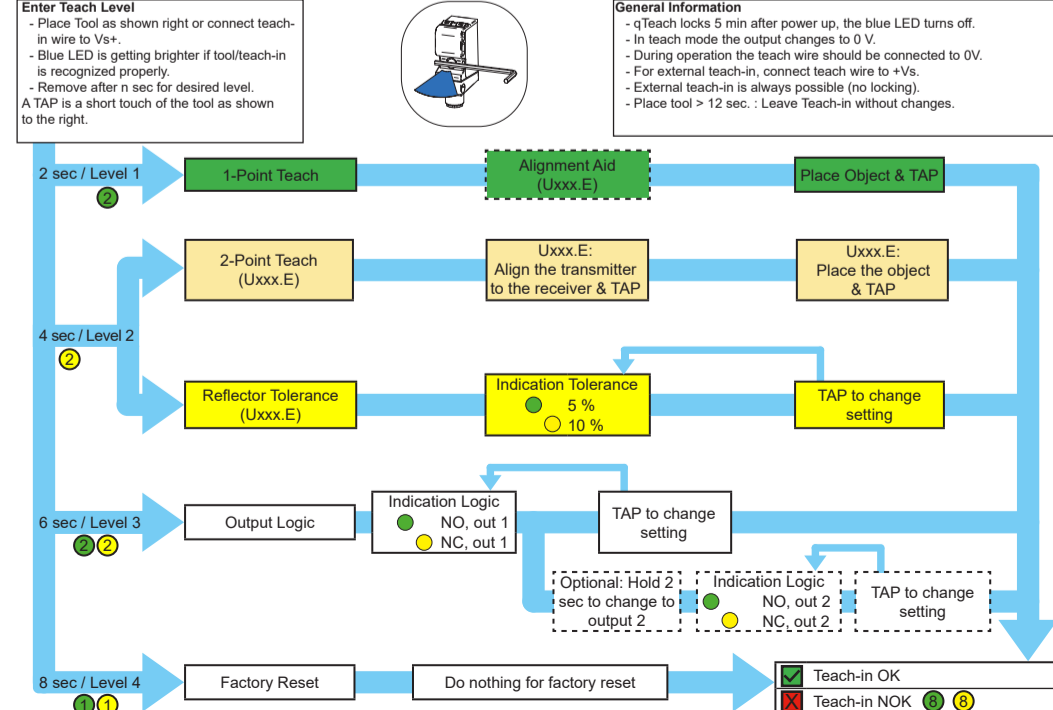 Enter Teach Level
- Place Tool as shown right or connect teach-
in wire to Vs+.
- Blue LED is getting brighter if tool/teach-in
is recognized properly.
- Remove after n sec for desired level.
A TAP is a short touch of the tool as shown
to the right.
General Information
- qTeach locks 5 min after power up, the blue LED turns off.
- In teach mode the output changes to 0 V.
- During operation the teach wire should be connected to 0V.
- For external teach-in, connect teach wire to +Vs.
- External teach-in is always possible (no locking).
- Place tool > 12 sec. : Leave Teach-in without changes.
2 sec / Level 1
2
1-Point Teach
Alignment Aid
(Uxxx.E)
Place Object & TAP
2-Point Teach
(Uxxx.E)
Uxxx.E:
Align the transmitter
to the receiver & TAP
Uxxx.E:
Place the object
& TAP
4 sec / Level 2
2
Reflector Tolerance
(Uxxx.E)
Indication Tolerance
5 %
10 %
TAP to change
setting
6 sec / Level 3
2 2
Output Logic
Indication Logic
NO, out 1
NC, out 1
TAP to change
setting
Optional: Hold 2
sec to change to
output 2
Indication Logic
NO, out 2
NC, out 2
TAP to change
setting
8 sec / Level 4
1 1
Factory Reset
Do nothing for factory reset
Teach-in OK
Teach-in NOK 8 8